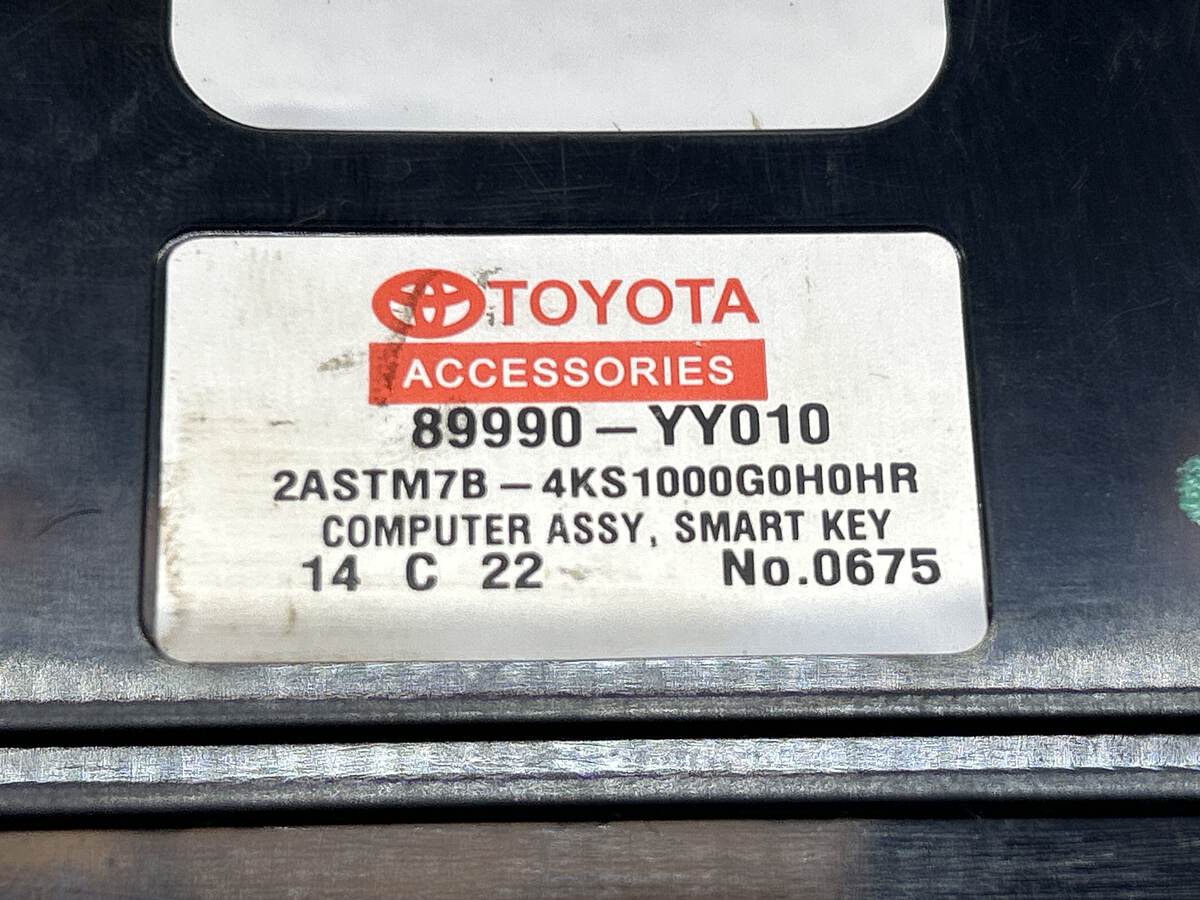 TOYOTA
ACCESSORIES
89990-YY010
2ASTM7B-4KS1000G0H0HR
COMPUTER ASSY, SMART KEY
14 C 22 No.0675